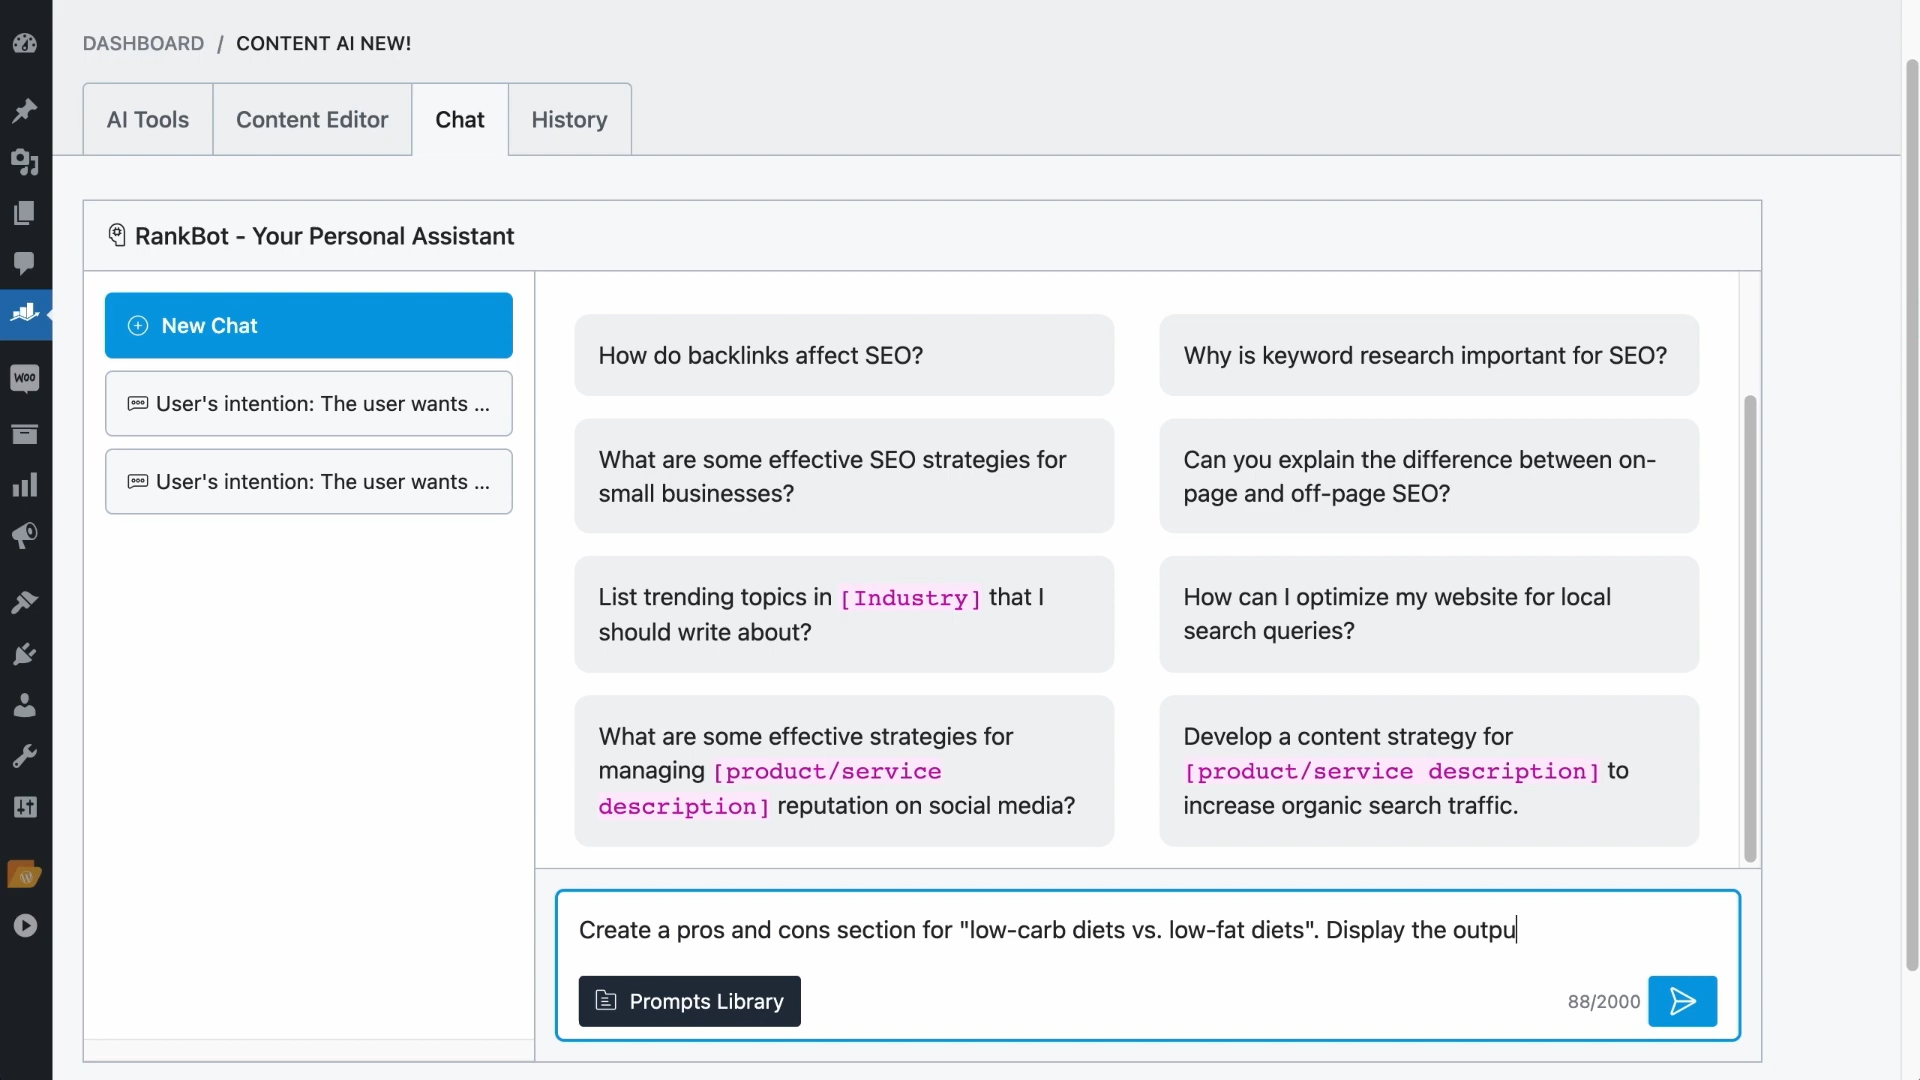 DASHBOARD / CONTENT AI NEW!
AI Tools
Content Editor
Chat
History
RankBot - Your Personal Assistant
New Chat
User's intention: The user wants ...
User's intention: The user wants ...
How do backlinks affect SEO?
Why is keyword research important for SEO?
What are some effective SEO strategies for
small businesses?
Can you explain the difference between on-
page and off-page SEO?
List trending topics in [Industry] that I
should write about?
How can I optimize my website for local
search queries?
What are some effective strategies for
managing [product/service
description] reputation on social media?
Develop a content strategy for
[product/service description] to
increase organic search traffic.
Create a pros and cons section for "low-carb diets vs. low-fat diets". Display the outpu
Prompts Library
88/2000
Woo